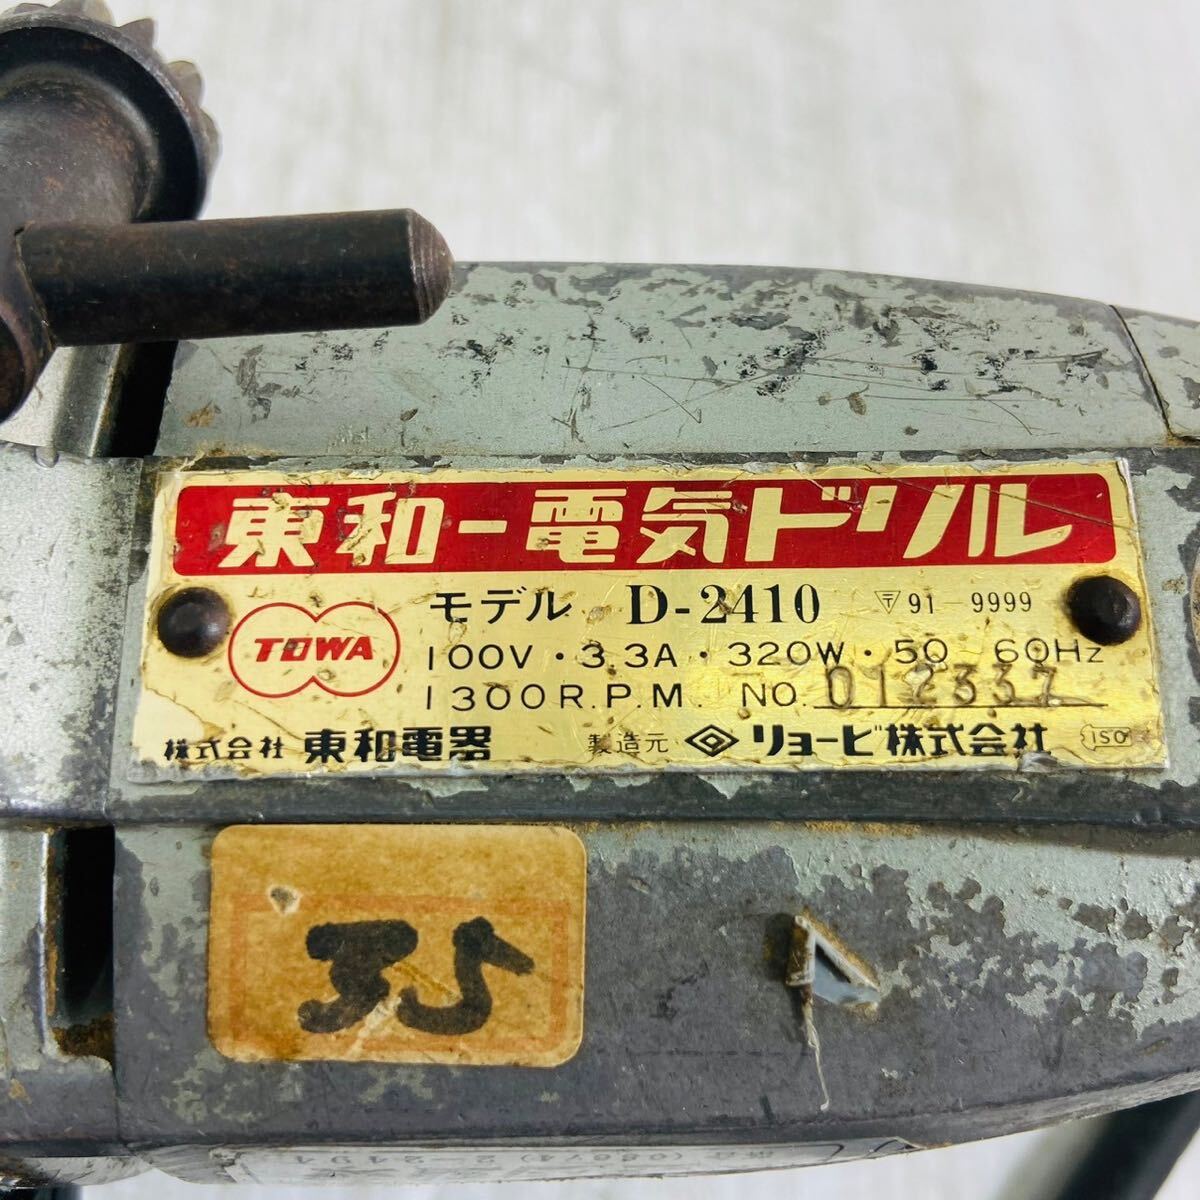 東和-電気ドリル
TOWA
モデル D-2410 〒91-9999
100V・3.3A・320W・50-60Hz
1300R.P.M. NO. 012337
株式会社 東和電器 製造元 リョービ株式会社 ISO